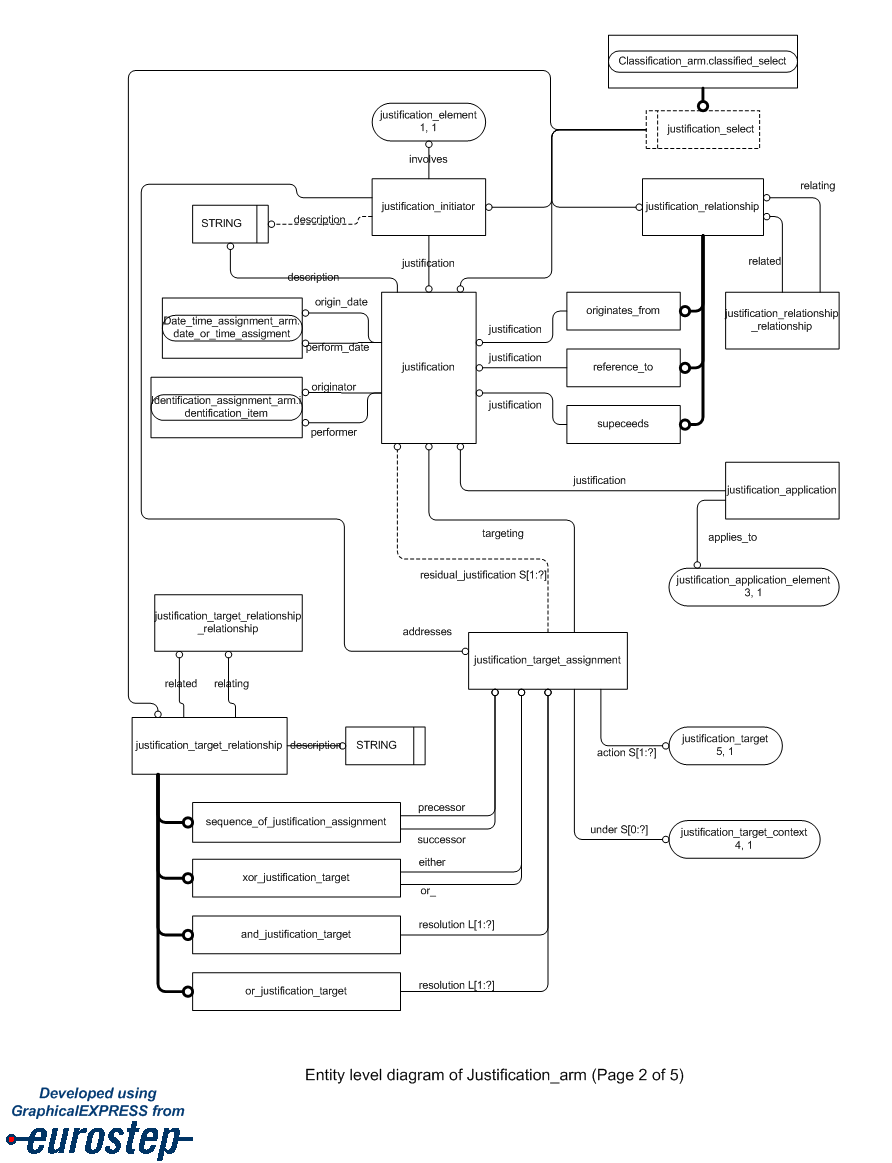 Classification_arm.classified_select
justification_element
1, 1
justification_select
involves
relating
justification_initiator
justification_relationship
STRING
description
related
justification
description
origin_date
originates_from
justification_relationship
_relationship
Date_time_assignment_arm.
date_or_time_assigment
justification
perform_date
justification
justification
reference_to
originator
Identification_assignment_arm.i
dentification_item
justification
supeceeds
performer
justification
justification_application
targeting
applies_to
residual_justification S[1:?]
justification_application_element
3, 1
justification_target_relationship
_relationship
addresses
justification_target_assignment
related
relating
justification_target_relationship
description
STRING
justification_target
5, 1
action S[1:?]
precessor
sequence_of_justification_assignment
successor
under S[0:?]
justification_target_context
4, 1
either
xor_justification_target
or_
resolution L[1:?]
and_justification_target
resolution L[1:?]
or_justification_target
Entity level diagram of Justification_arm (Page 2 of 5)
Developed using
GraphicalEXPRESS from
eurostep